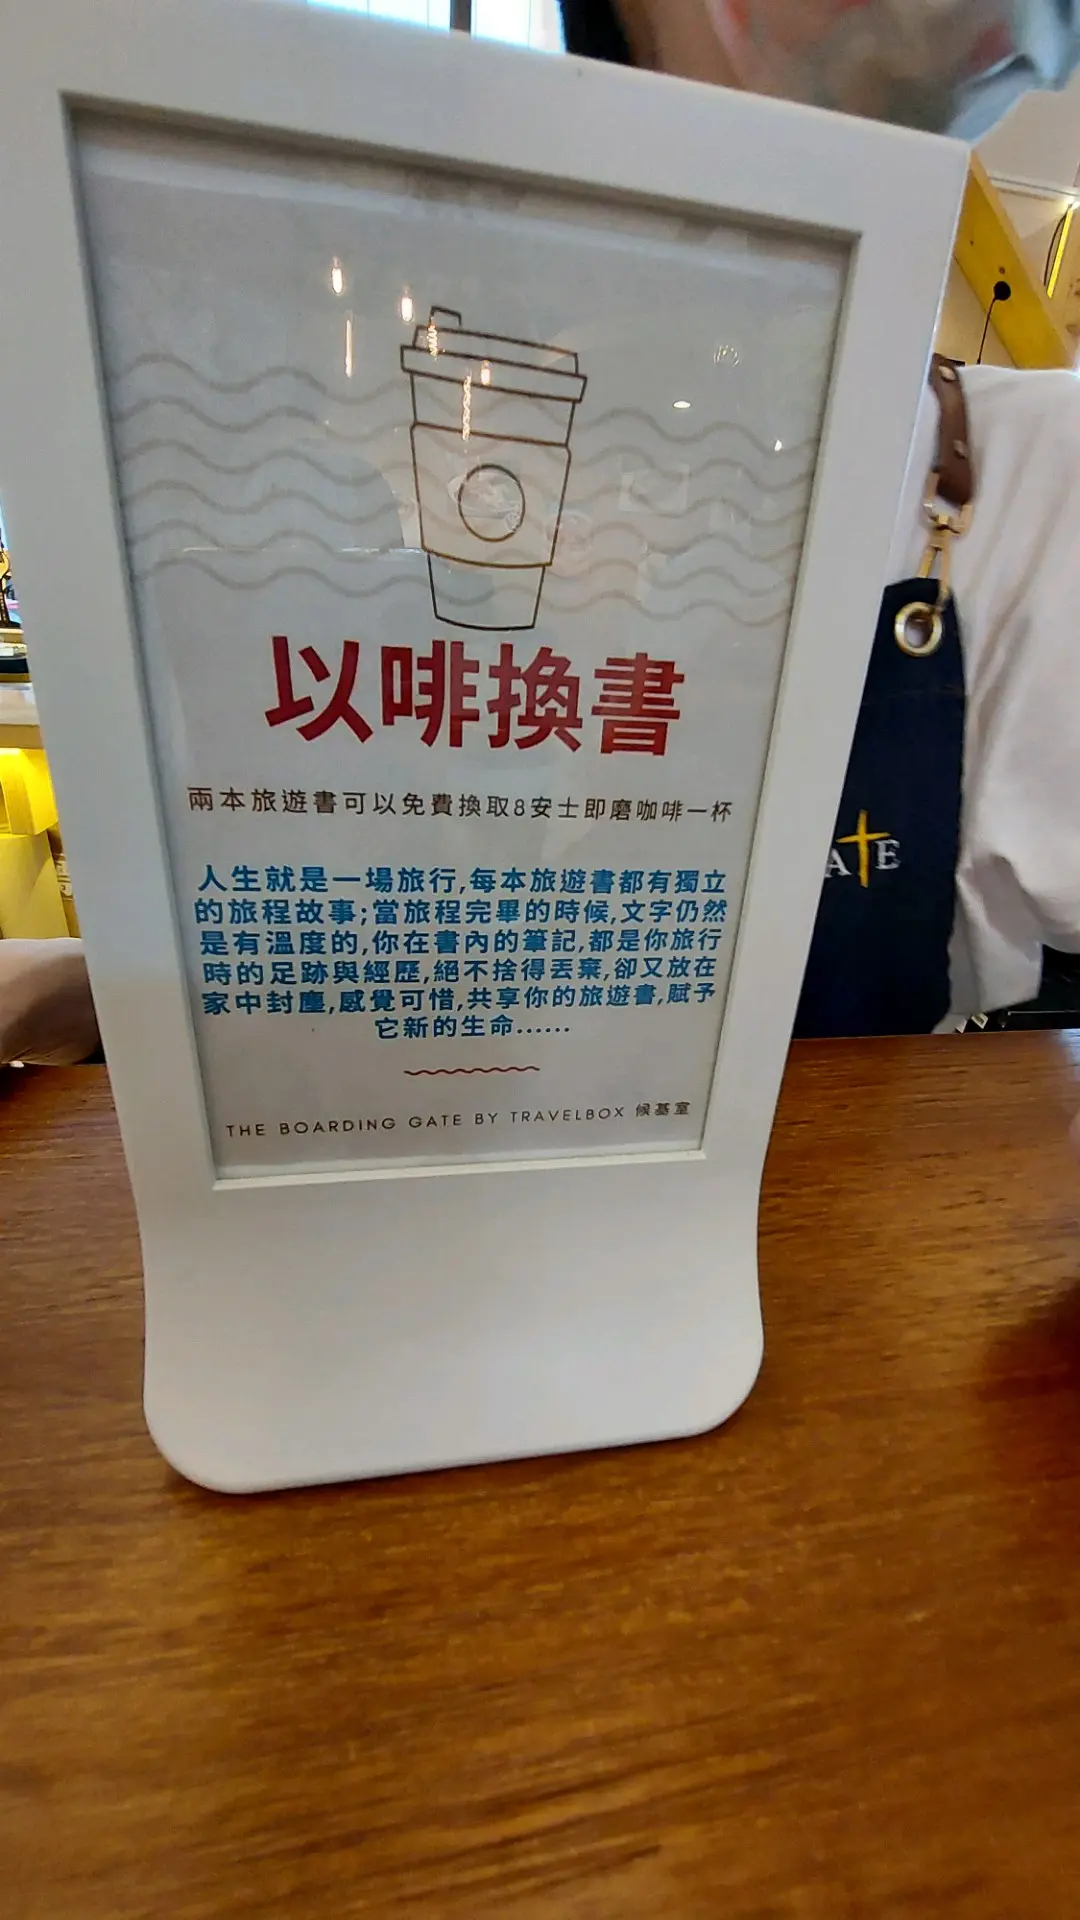 以啡換書
兩本旅遊書可以免費換取8安士即磨咖啡一杯
人生就是一場旅行,每本旅遊書都有獨立
的旅程故事;當旅程完畢的時候,文字仍然
是有溫度的,你在書內的筆記,都是你旅行
時的足跡與經歷,絕不捨得丟棄,卻又放在
家中封塵,感覺可惜,共享你的旅遊書,賦予
它新的生命......
THE BOARDING GATE BY TRAVELBOX 候基室
ATE